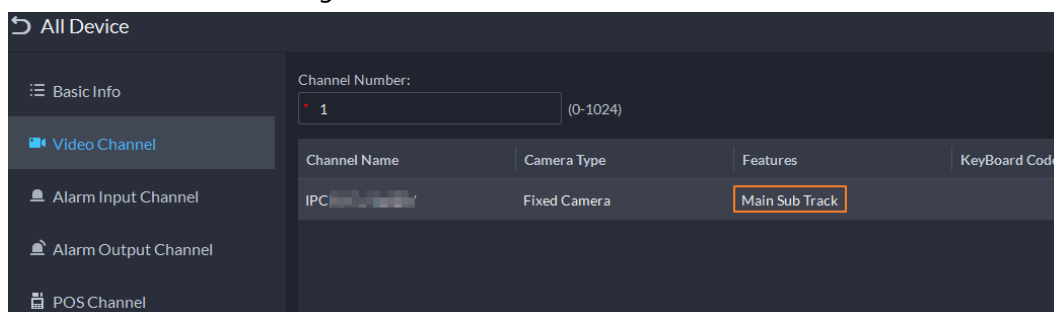 All Device
Basic Info
Video Channel
Alarm Input Channel
Alarm Output Channel
POS Channel
Channel Number:
* 1 (0-1024)
Channel Name Camera Type Features KeyBoard Code
IPC Fixed Camera Main Sub Track